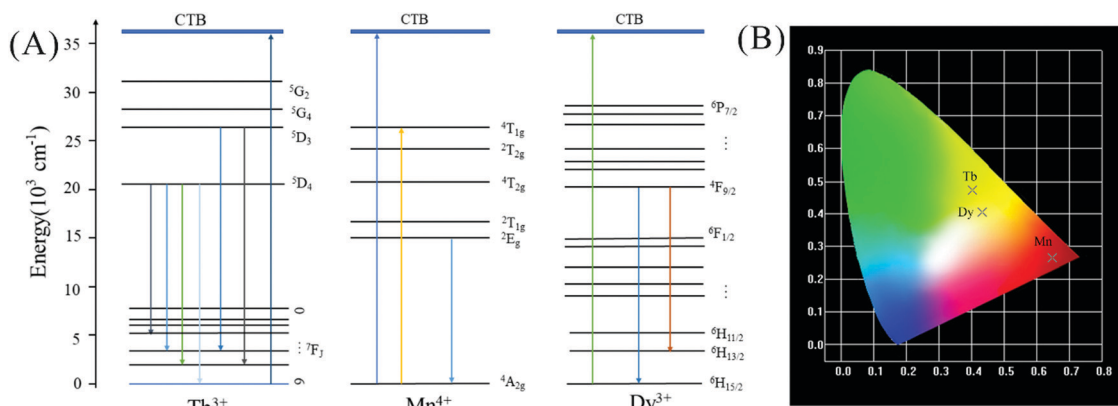 (A)
CTB
CTB
CTB
(B)
Energy(10³ cm⁻¹)
35
30
25
20
15
10
5
0
⁵G₂
⁵G₄
⁵D₃
⁵D₄
0
⋮ ⁷F_J
6
Tb³⁺
⁴T₁g
²T₂g
⁴T₂g
²T₁g
²Eg
⁴A₂g
Mn⁴⁺
⁶P₇/₂
⋮
⁴F₉/₂
⁶F₁/₂
⋮
⁶H₁₁/₂
⁶H₁₃/₂
⁶H₁₅/₂
Dy³⁺
0.9
0.8
0.7
0.6
0.5
0.4
0.3
0.2
0.1
0.0
Tb
Dy
Mn
0.0 0.1 0.2 0.3 0.4 0.5 0.6 0.7 0.8